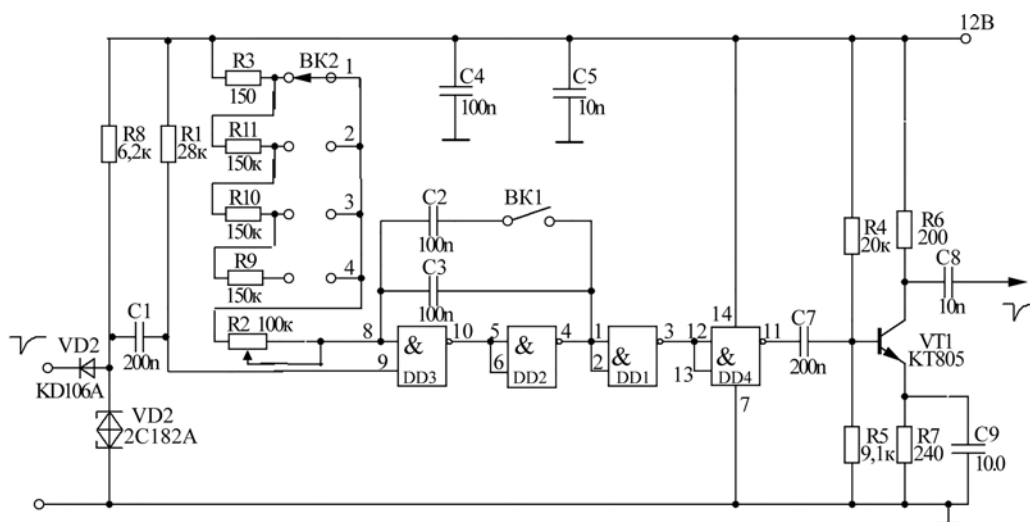 12В
R3
150
ВК2
1
C4
100n
C5
10n
R8
6,2к
R1
28к
R11
150к
2
R10
150к
3
C2
100n
ВК1
R4
20к
R6
200
R9
150к
4
C3
100n
C8
10n
C1
200n
R2 100к
8
&
DD3
9
10
5
&
DD2
6
4
1
&
DD1
2
3
12
14
&
DD4
13
11
7
C7
200n
VT1
КТ805
VD2
KD106A
VD2
2С182А
R5
9,1к
R7
240
C9
10.0